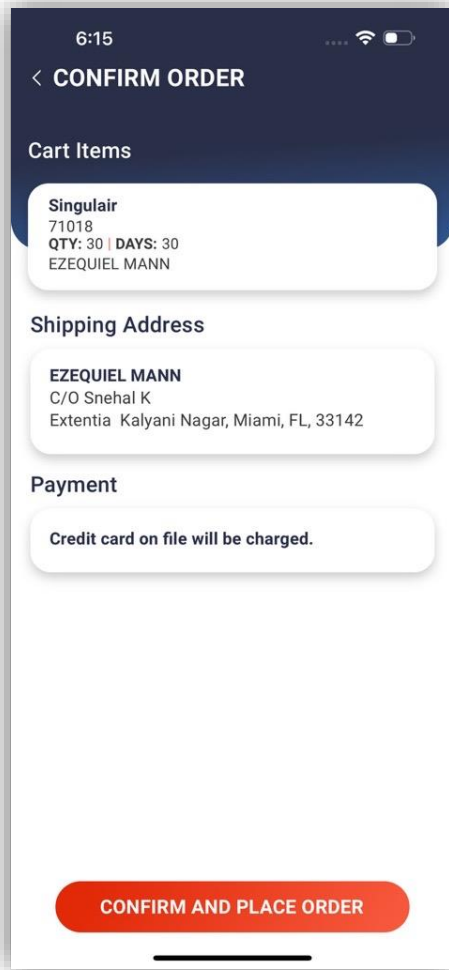 6:15
CONFIRM ORDER
Cart Items
Singulair
71018
QTY: 30 | DAYS: 30
EZEQUIEL MANN
Shipping Address
EZEQUIEL MANN
C/O Snehal K
Extentia  Kalyani Nagar, Miami, FL, 33142
Payment
Credit card on file will be charged.
CONFIRM AND PLACE ORDER